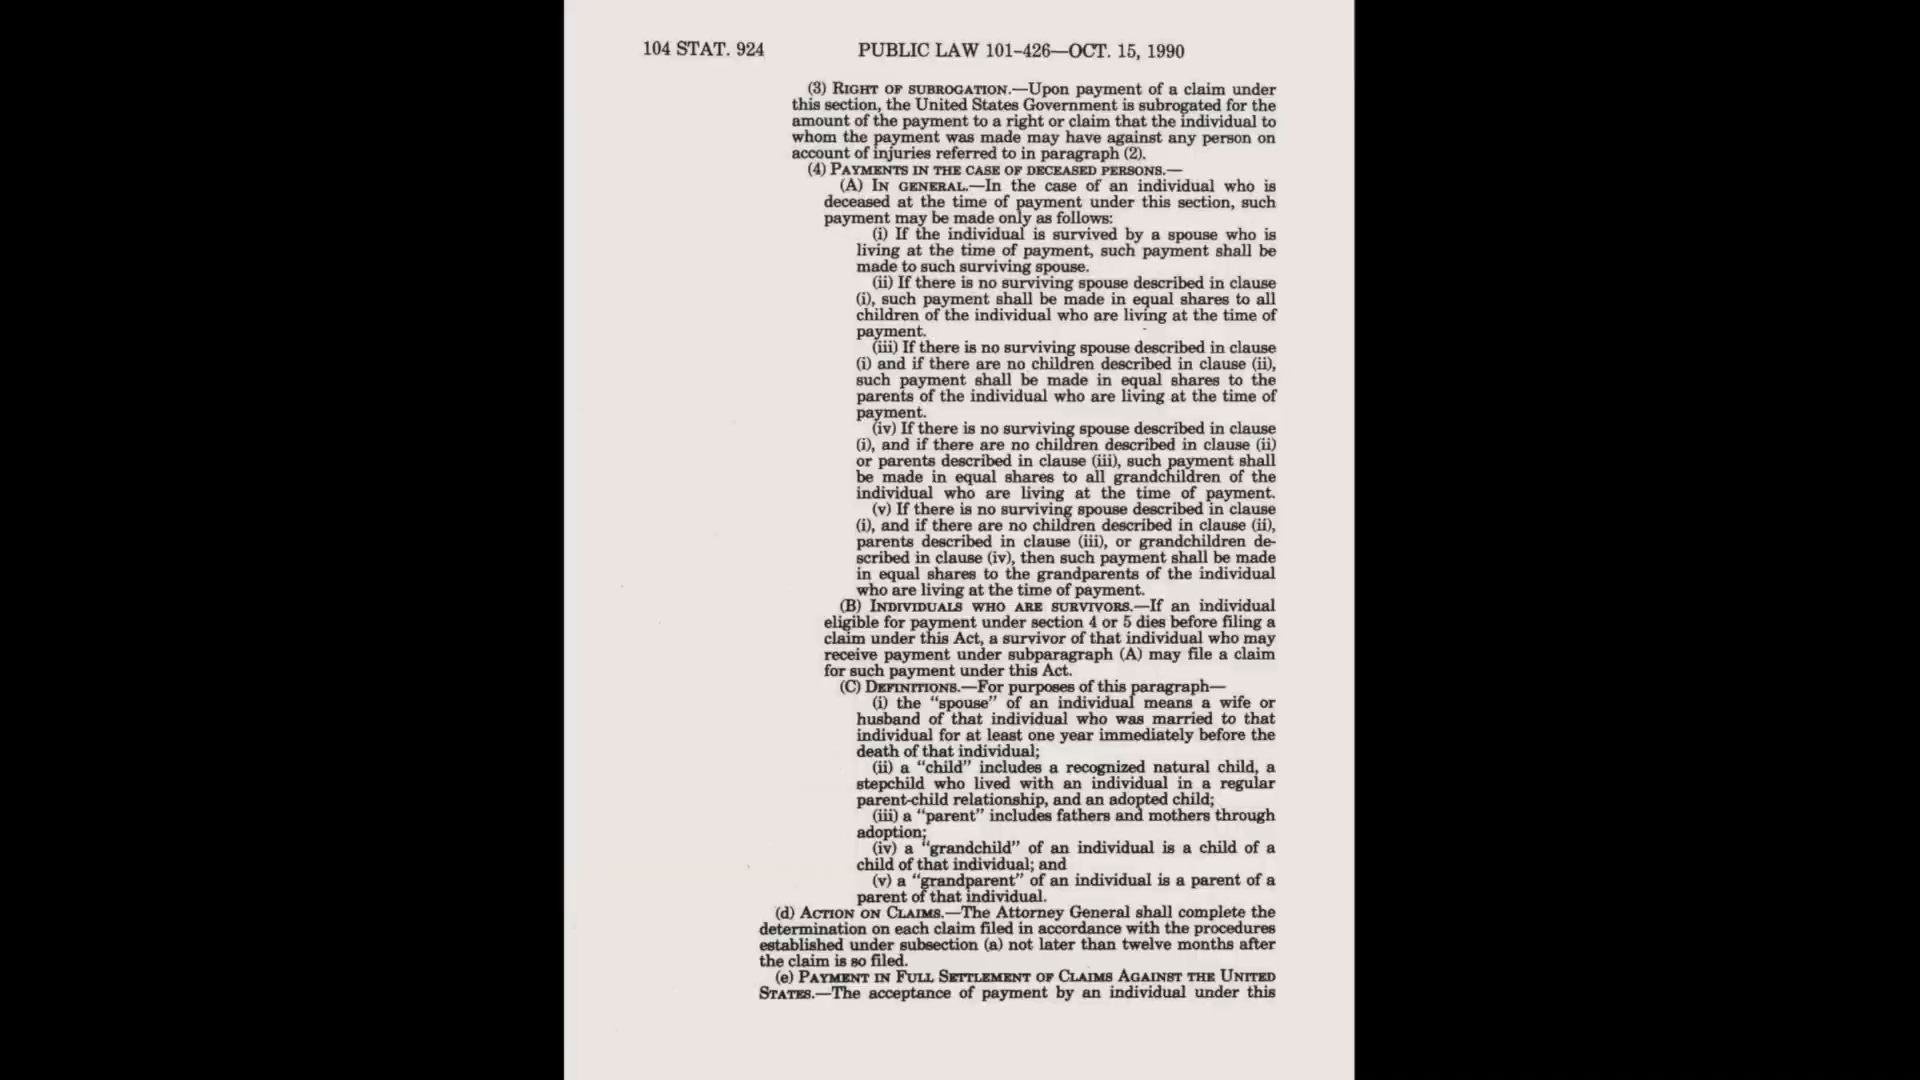 104 STAT. 924 PUBLIC LAW 101–426—OCT. 15, 1990
(3) RIGHT OF SUBROGATION.—Upon payment of a claim under
this section, the United States Government is subrogated for the
amount of the payment to a right or claim that the individual to
whom the payment was made may have against any person on
account of injuries referred to in paragraph (2).
(4) PAYMENTS IN THE CASE OF DECEASED PERSONS.—
(A) IN GENERAL.—In the case of an individual who is
deceased at the time of payment under this section, such
payment may be made only as follows:
(i) If the individual is survived by a spouse who is
living at the time of payment, such payment shall be
made to such surviving spouse.
(ii) If there is no surviving spouse described in clause
(i), such payment shall be made in equal shares to all
children of the individual who are living at the time of
payment.
(iii) If there is no surviving spouse described in clause
(i) and if there are no children described in clause (ii),
such payment shall be made in equal shares to the
parents of the individual who are living at the time of
payment.
(iv) If there is no surviving spouse described in clause
(i), and if there are no children described in clause (ii)
or parents described in clause (iii), such payment shall
be made in equal shares to all grandchildren of the
individual who are living at the time of payment.
(v) If there is no surviving spouse described in clause
(i), and if there are no children described in clause (ii),
parents described in clause (iii), or grandchildren de-
scribed in clause (iv), then such payment shall be made
in equal shares to the grandparents of the individual
who are living at the time of payment.
(B) INDIVIDUALS WHO ARE SURVIVORS.—If an individual
eligible for payment under section 4 or 5 dies before filing a
claim under this Act, a survivor of that individual who may
receive payment under subparagraph (A) may file a claim
for such payment under this Act.
(C) DEFINITIONS.—For purposes of this paragraph—
(i) the “spouse” of an individual means a wife or
husband of that individual who was married to that
individual for at least one year immediately before the
death of that individual;
(ii) a “child” includes a recognized natural child, a
stepchild who lived with an individual in a regular
parent-child relationship, and an adopted child;
(iii) a “parent” includes fathers and mothers through
adoption;
(iv) a “grandchild” of an individual is a child of a
child of that individual; and
(v) a “grandparent” of an individual is a parent of a
parent of that individual.
(d) ACTION ON CLAIMS.—The Attorney General shall complete the
determination on each claim filed in accordance with the procedures
established under subsection (a) not later than twelve months after
the claim is so filed.
(e) PAYMENT IN FULL SETTLEMENT OF CLAIMS AGAINST THE UNITED
STATES.—The acceptance of payment by an individual under this